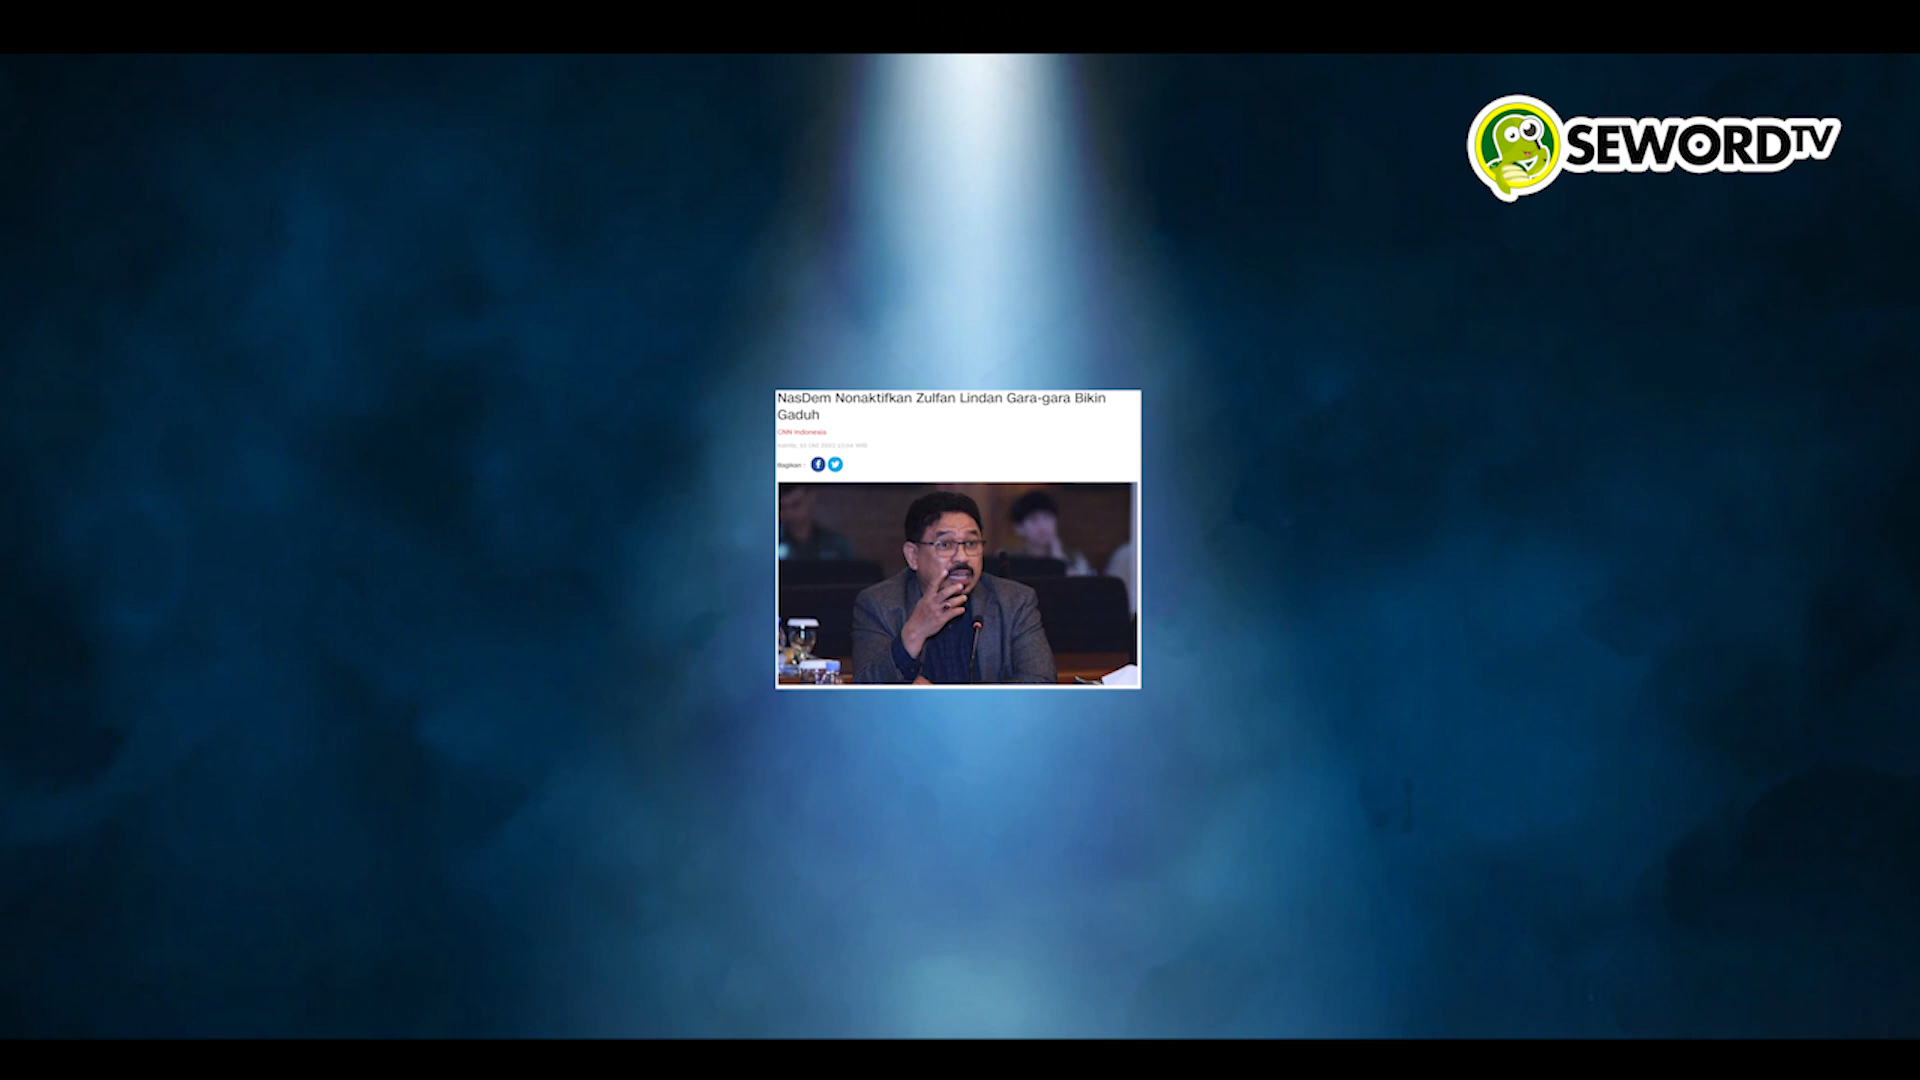 SEWORDTV
NasDem Nonaktifkan Zulfan Lindan Gara-gara Bikin
Gaduh
CNN Indonesia
Bagikan :